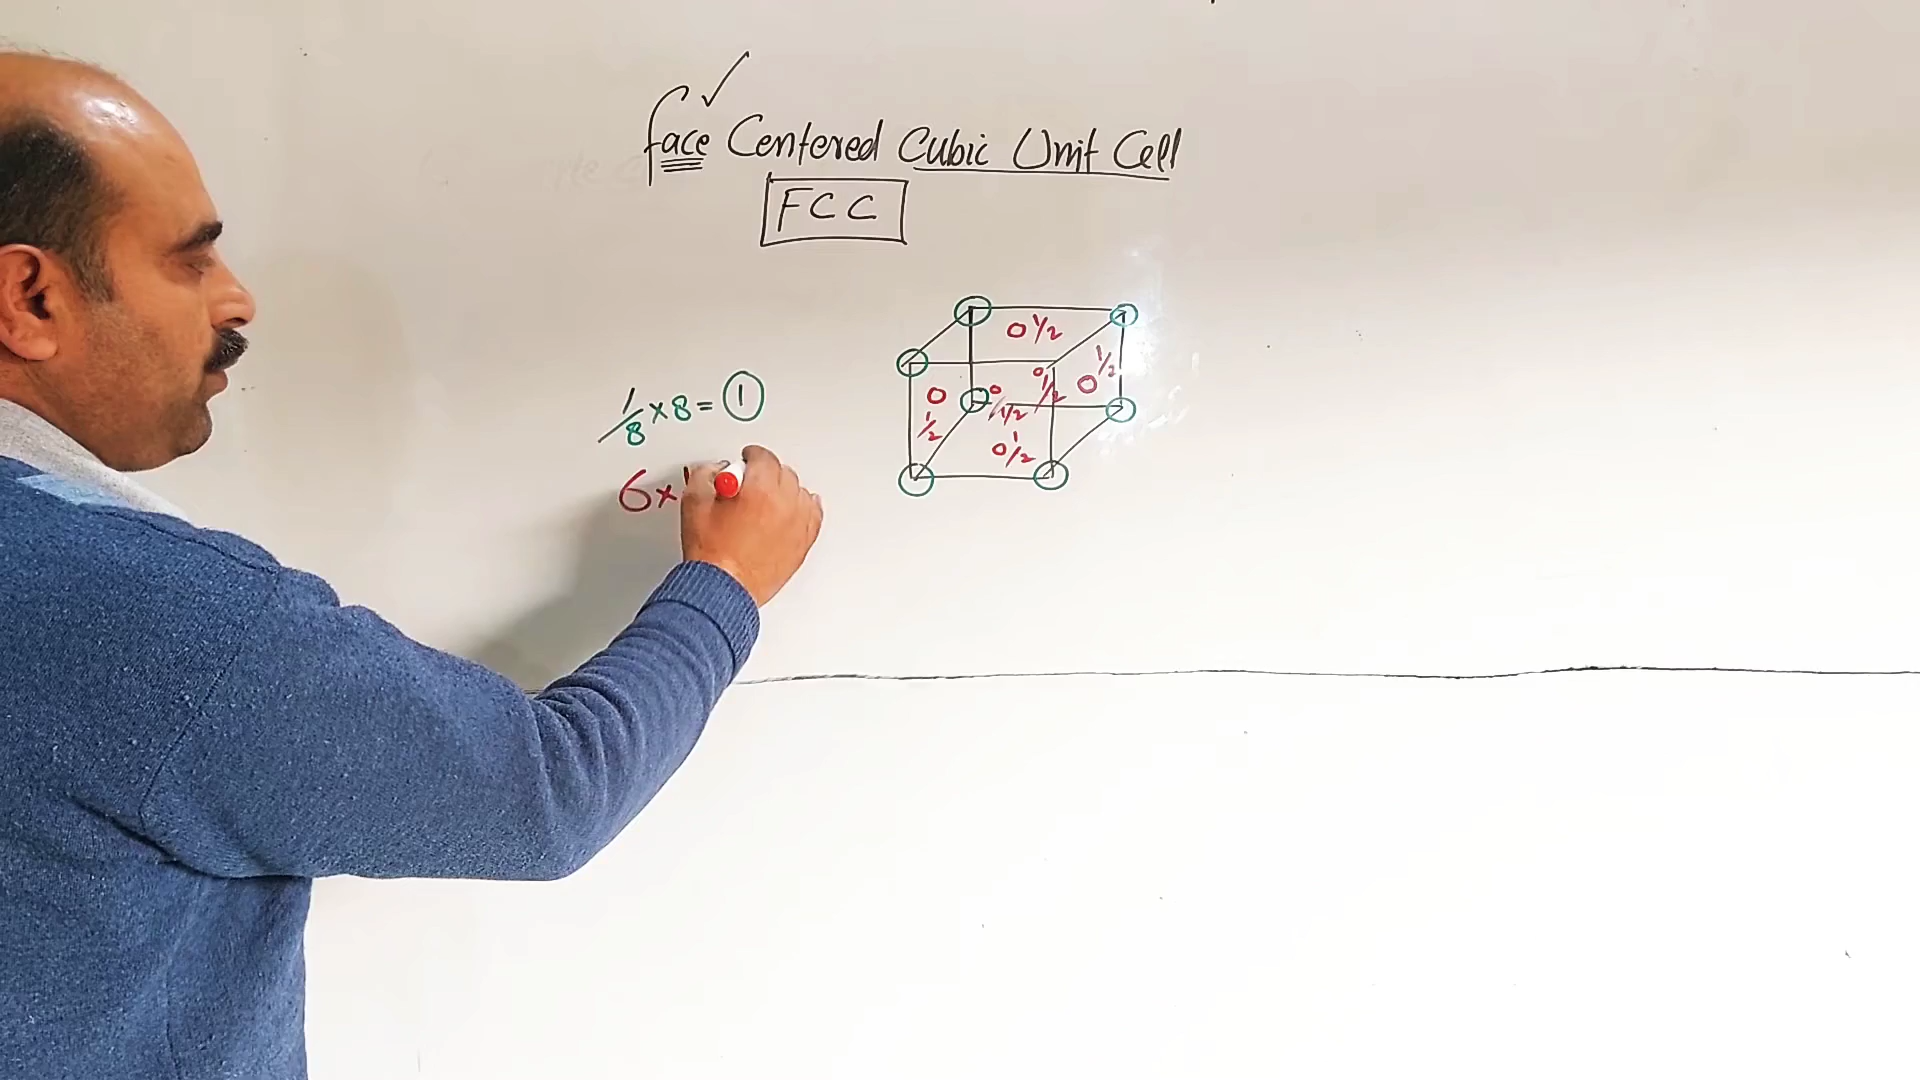 face Centered Cubic Unit Cell
FCC
0 1/2
0 1/2
0 1/2
0 1/2
0 1/2
0 1/2
1/8 × 8 = 1
6 ×